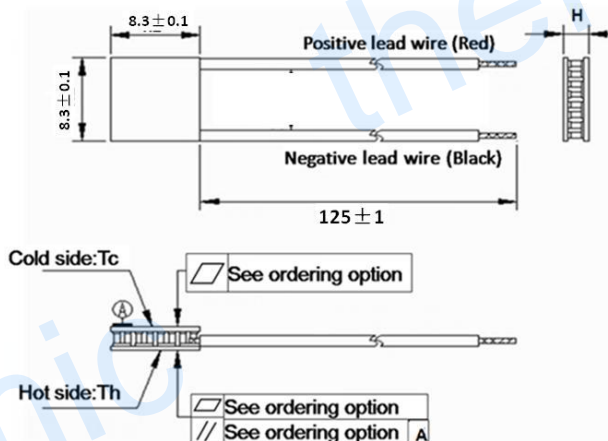 8.3±0.1
H
Positive lead wire (Red)
8.3±0.1
Negative lead wire (Black)
125±1
Cold side:Tc
See ordering option
A
Hot side:Th
See ordering option
// See ordering option A